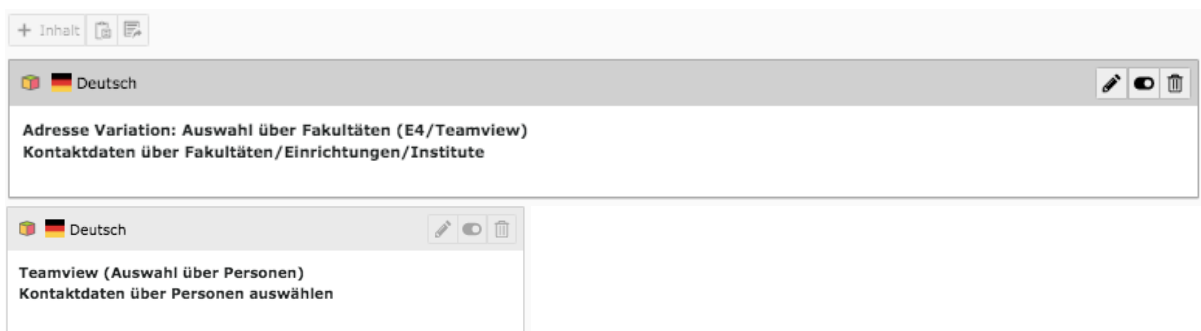 + Inhalt
Deutsch
Adresse Variation: Auswahl über Fakultäten (E4/Teamview)
Kontaktdaten über Fakultäten/Einrichtungen/Institute
Deutsch
Teamview (Auswahl über Personen)
Kontaktdaten über Personen auswählen